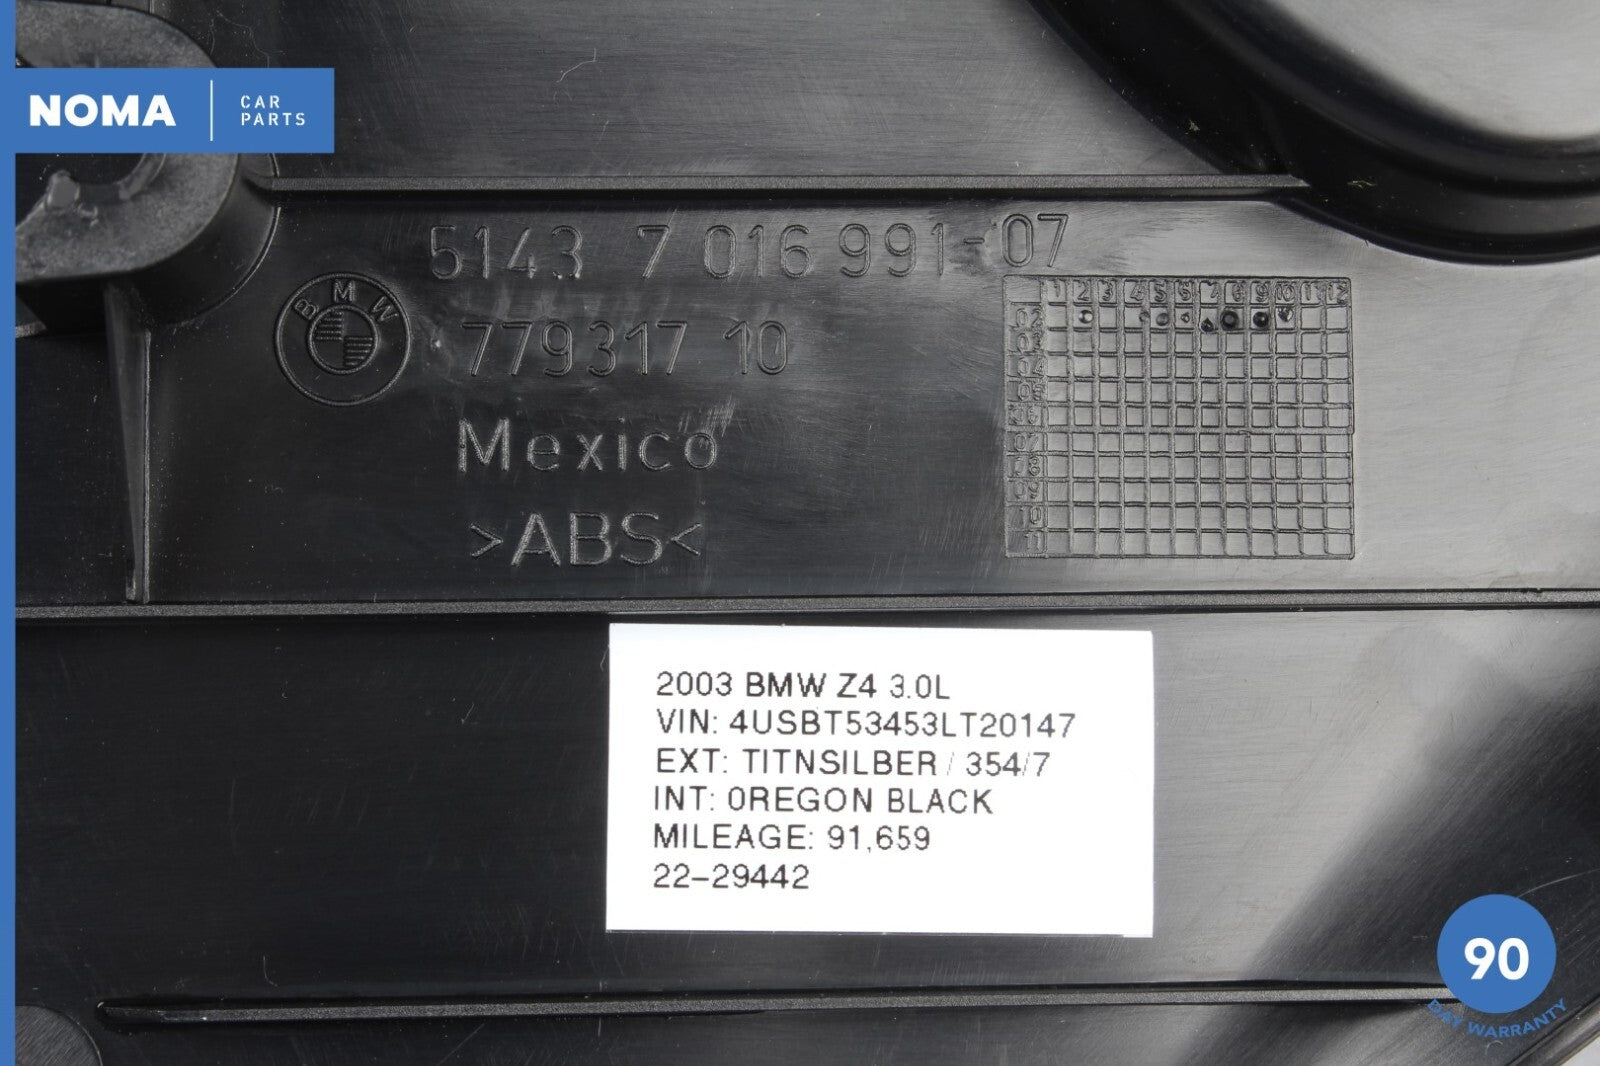 NOMA
CAR
PARTS
5143 7 016 991-07
BMW
779317 10
Mexico
>ABS<
1 2 3 4 5 6 7 8 9 10 11 12
02
03
04
05
06
07
08
09
10
11
2003 BMW Z4 3.0L
VIN: 4USBT53453LT20147
EXT: TITNSILBER / 354/7
INT: OREGON BLACK
MILEAGE: 91,659
22-29442
90
DAY WARRANTY